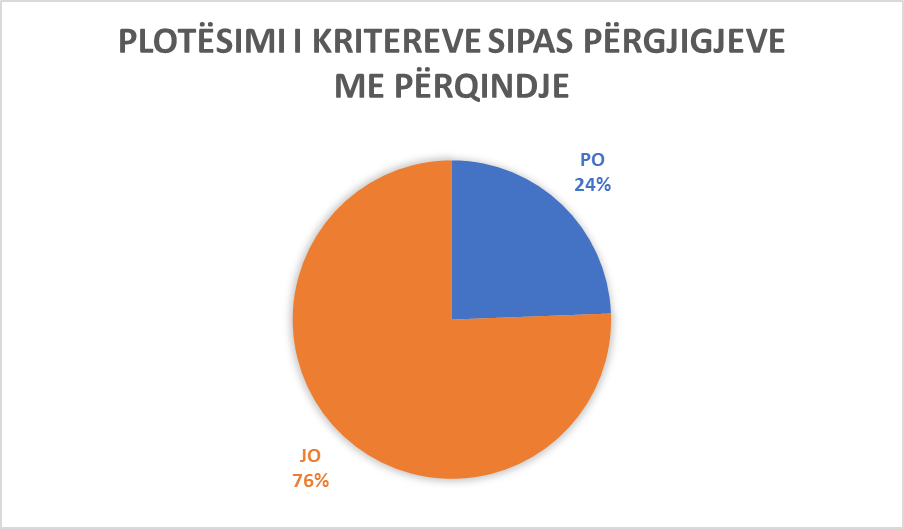 PLOTËSIMI I KRITEREVE SIPAS PËRGJIGJEVE
ME PËRQINDJE
PO
24%
JO
76%